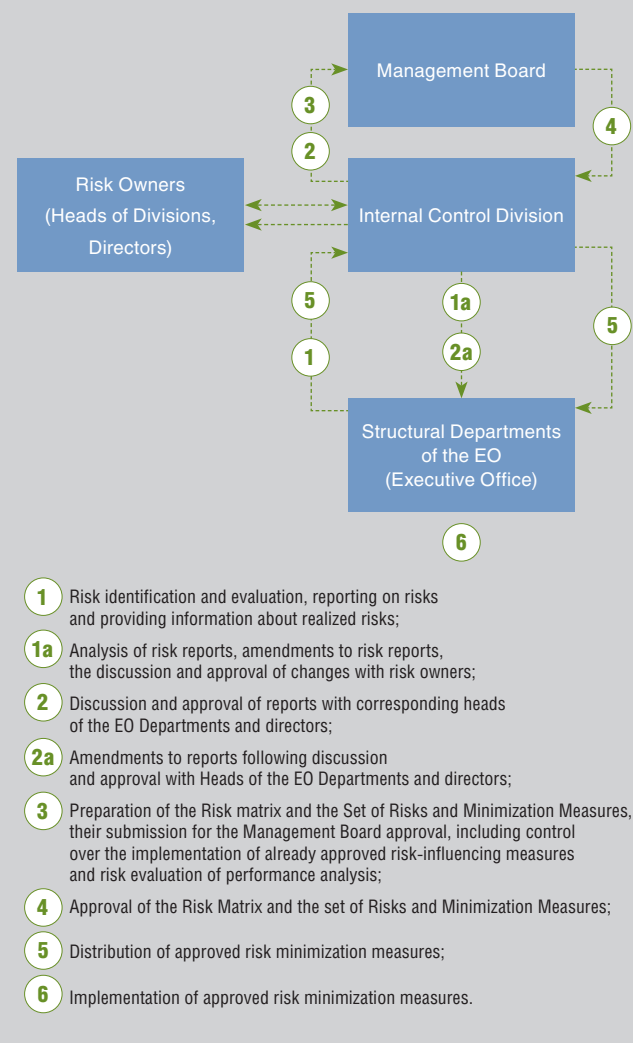 Management Board
3
4
2
Risk Owners
(Heads of Divisions,
Directors)
Internal Control Division
5
1a
5
1
2a
Structural Departments
of the EO
(Executive Office)
6
1 Risk identification and evaluation, reporting on risks
and providing information about realized risks;
1a Analysis of risk reports, amendments to risk reports,
the discussion and approval of changes with risk owners;
2 Discussion and approval of reports with corresponding heads
of the EO Departments and directors;
2a Amendments to reports following discussion
and approval with Heads of the EO Departments and directors;
3 Preparation of the Risk matrix and the Set of Risks and Minimization Measures,
their submission for the Management Board approval, including control
over the implementation of already approved risk-influencing measures
and risk evaluation of performance analysis;
4 Approval of the Risk Matrix and the set of Risks and Minimization Measures;
5 Distribution of approved risk minimization measures;
6 Implementation of approved risk minimization measures.